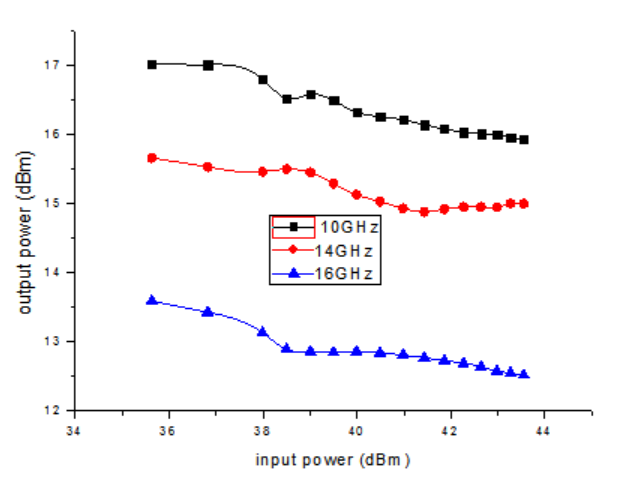 17
16
15
14
13
12
output power (dBm)
10GHz
14GHz
16GHz
34 36 38 40 42 44
input power (dBm)